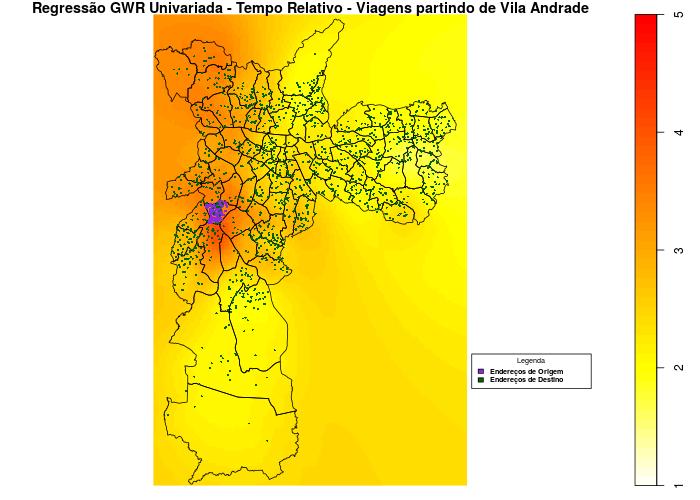 Regressão GWR Univariada - Tempo Relativo - Viagens partindo de Vila Andrade
5
4
3
2
1
Legenda
Endereços de Origem
Endereços de Destino